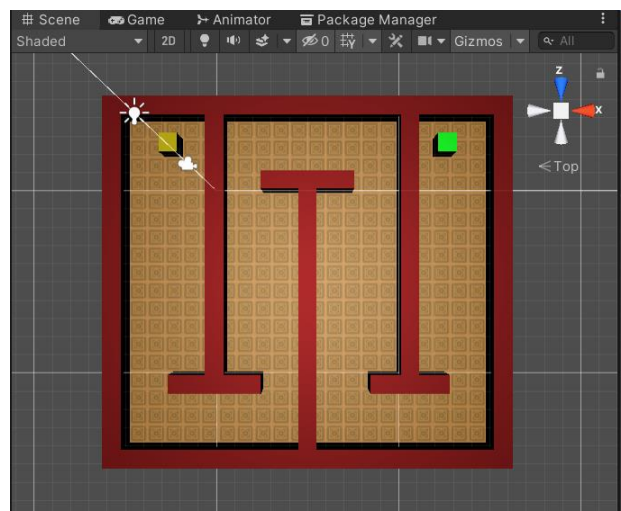 Scene Game Animator Package Manager
Shaded 2D 0 Gizmos All
z
x
Top